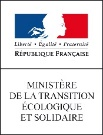 Liberté • Égalité • Fraternité
RÉPUBLIQUE FRANÇAISE
MINISTÈRE
DE LA TRANSITION
ÉCOLOGIQUE
ET SOLIDAIRE